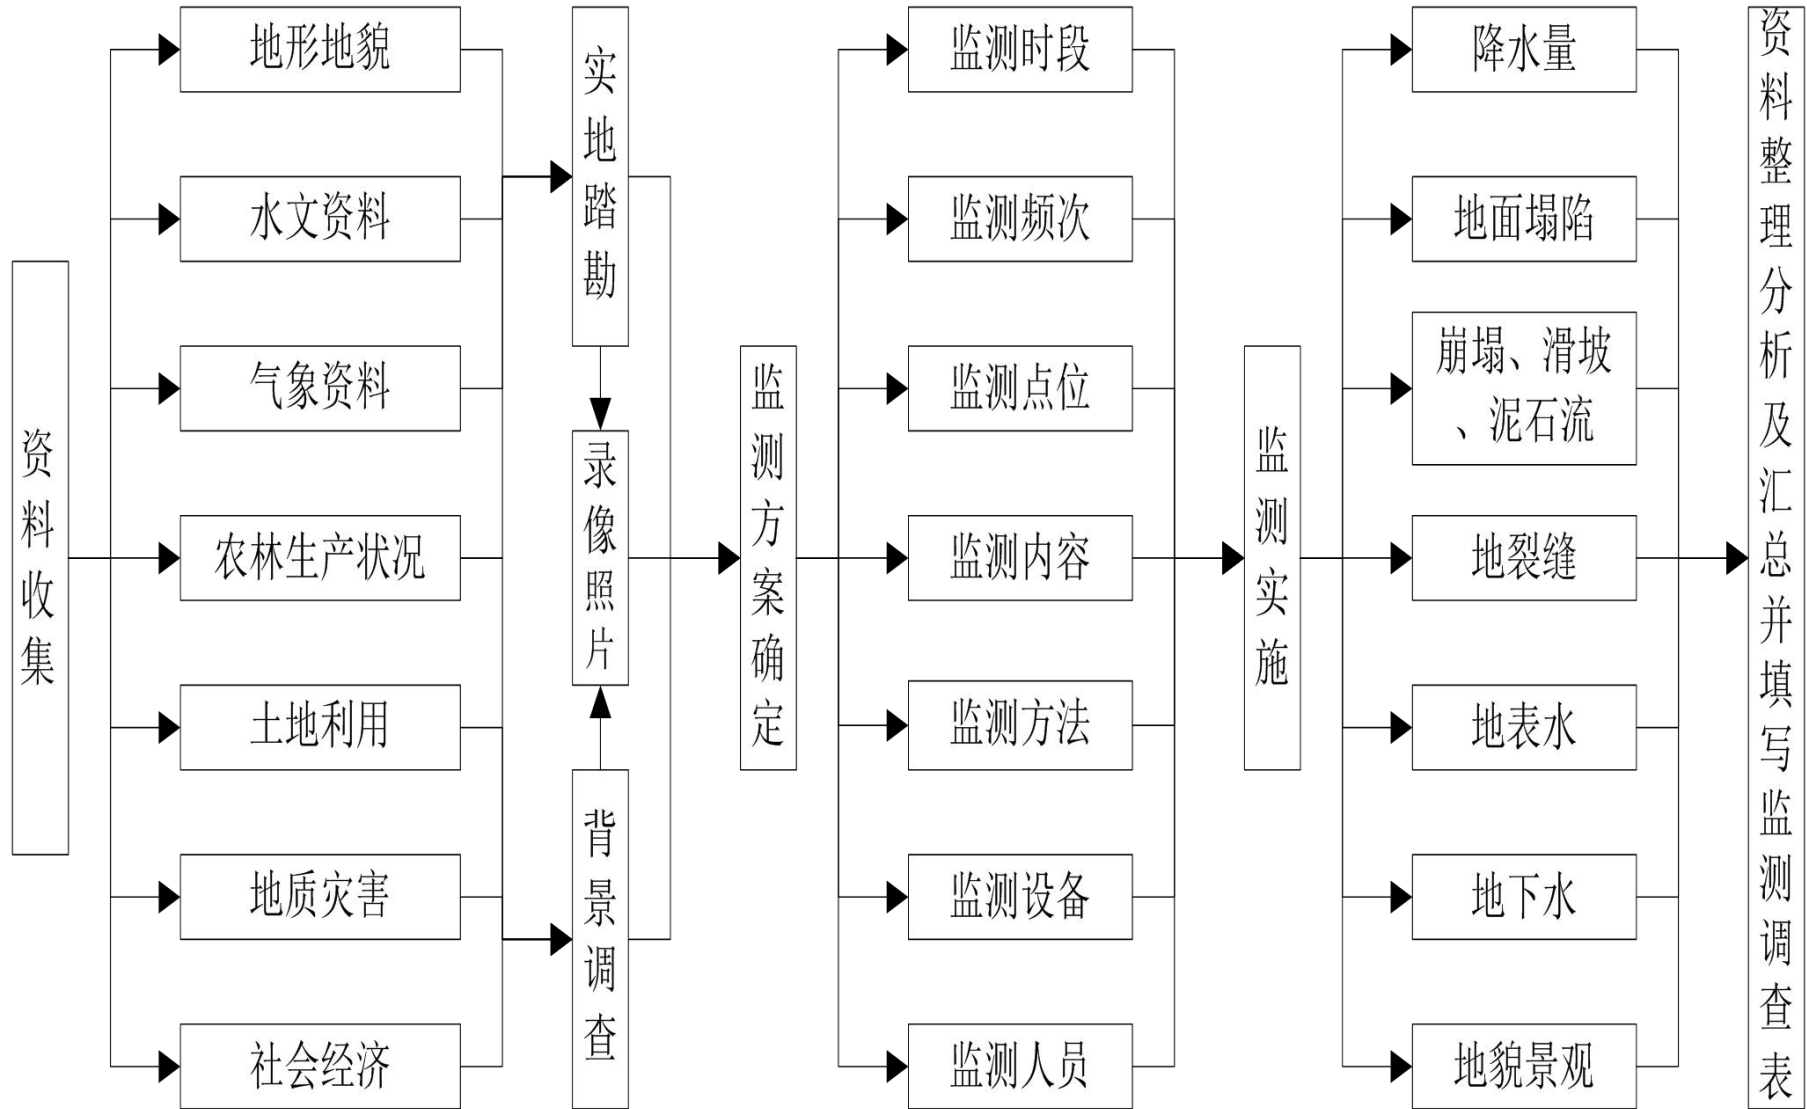 资料收集
地形地貌
水文资料
气象资料
农林生产状况
土地利用
地质灾害
社会经济
实地踏勘
录像照片
背景调查
监测方案确定
监测时段
监测频次
监测点位
监测内容
监测方法
监测设备
监测人员
监测实施
降水量
地面塌陷
崩塌、滑坡
、泥石流
地裂缝
地表水
地下水
地貌景观
资料整理分析及汇总并填写监测调查表